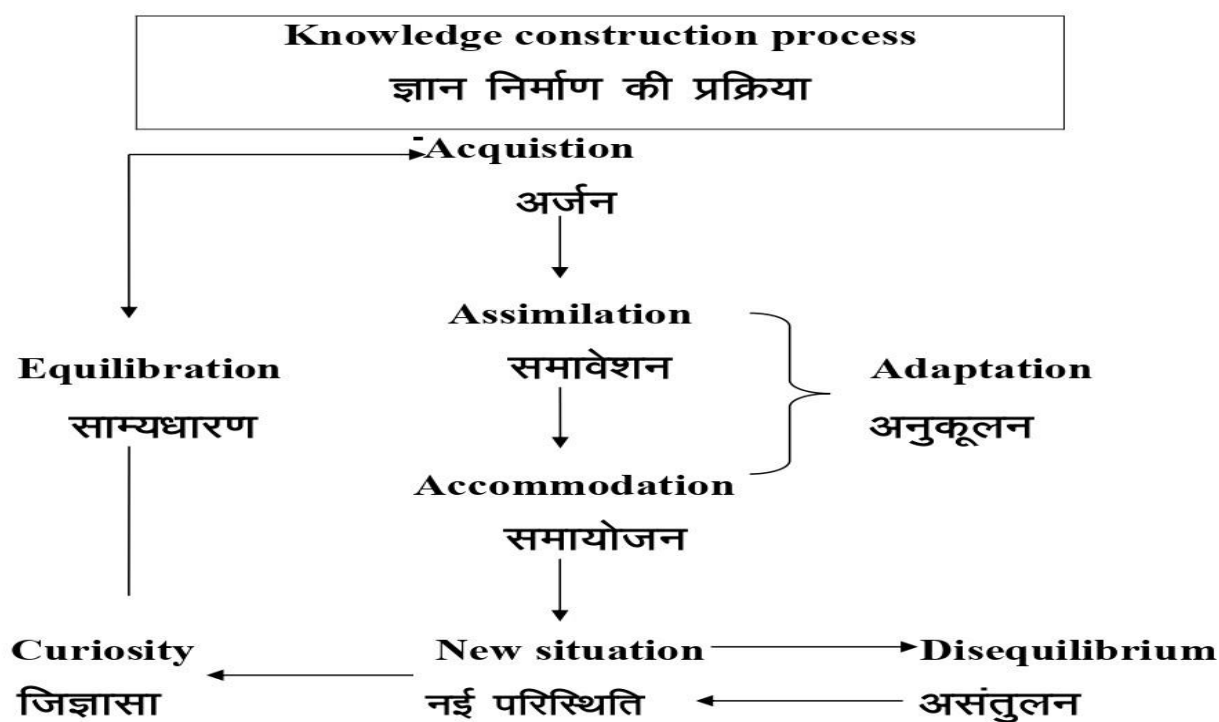 Knowledge construction process
ज्ञान निर्माण की प्रक्रिया
-Acquistion
अर्जन
Assimilation
समावेशन
Equilibration
साम्यधारण
Adaptation
अनुकूलन
Accommodation
समायोजन
Curiosity
जिज्ञासा
New situation
नई परिस्थिति
Disequilibrium
असंतुलन